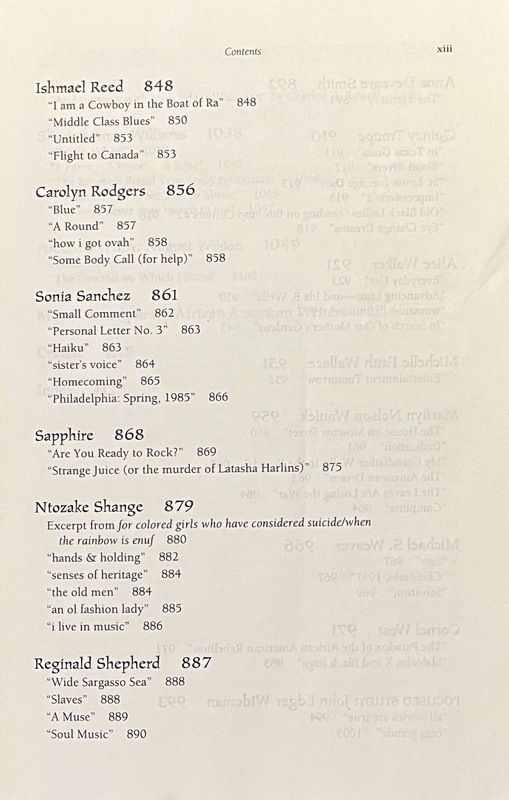 Contents
xiii
Ishmael Reed 848
"I am a Cowboy in the Boat of Ra" 848
"Middle Class Blues" 850
"Untitled" 853
"Flight to Canada" 853
Carolyn Rodgers 856
"Blue" 857
"A Round" 857
"how i got ovah" 858
"Some Body Call (for help)" 858
Sonia Sanchez 861
"Small Comment" 862
"Personal Letter No. 3" 863
"Haiku" 863
"sister's voice" 864
"Homecoming" 865
"Philadelphia: Spring, 1985" 866
Sapphire 868
"Are You Ready to Rock?" 869
"Strange Juice (or the murder of Latasha Harlins)" 875
Ntozake Shange 879
Excerpt from for colored girls who have considered suicide/when
the rainbow is enuf 880
"hands & holding" 882
"senses of heritage" 884
"the old men" 884
"an ol fashion lady" 885
"i live in music" 886
Reginald Shepherd 887
"Wide Sargasso Sea" 888
"Slaves" 888
"A Muse" 889
"Soul Music" 890